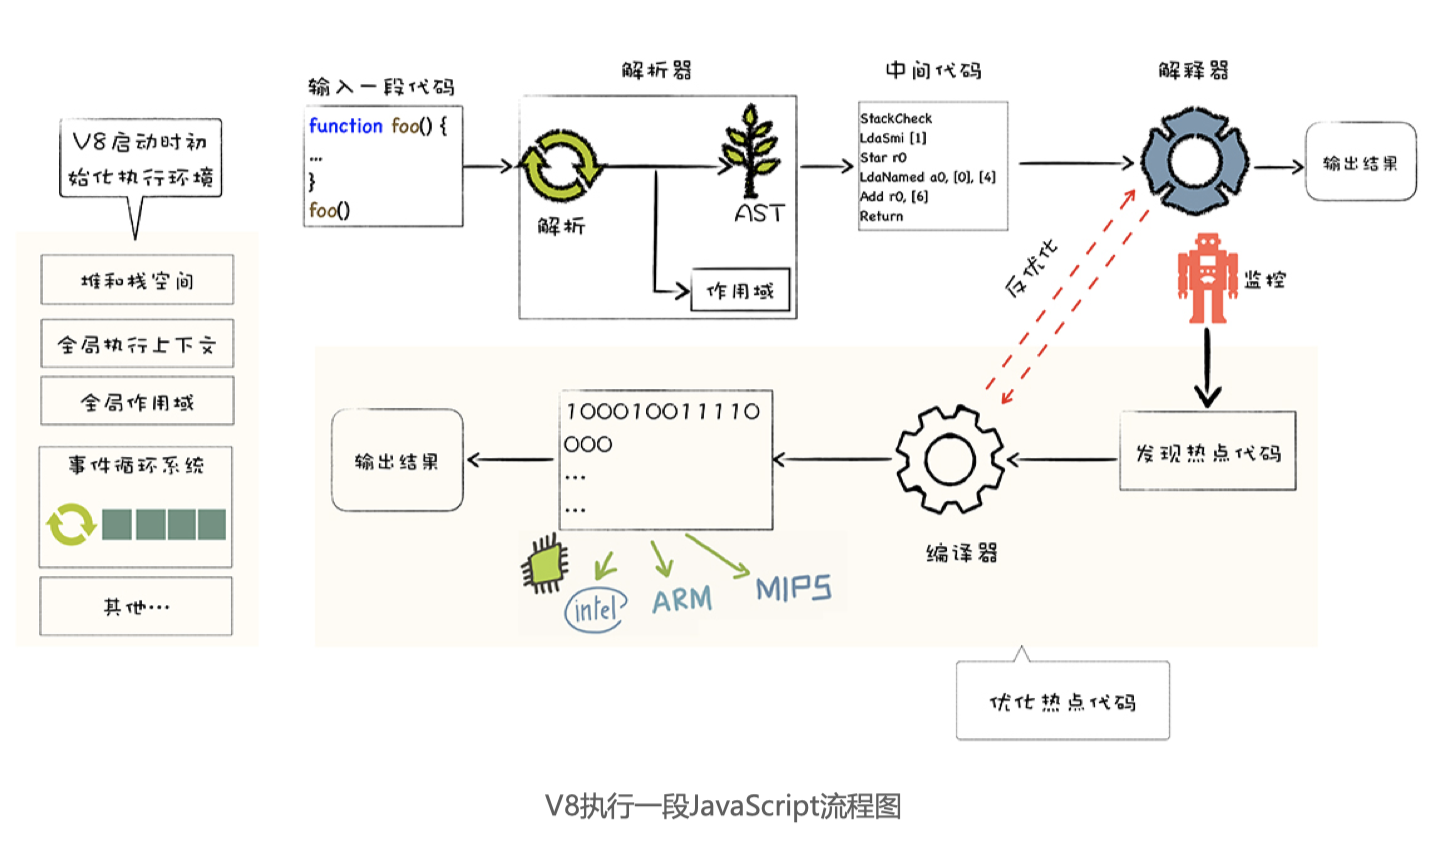 V8启动时初
始化执行环境
堆和栈空间
全局执行上下文
全局作用域
事件循环系统
其他...
输入一段代码
function foo() {
...
}
foo()
解析器
解析
AST
作用域
中间代码
StackCheck
LdaSmi [1]
Star r0
LdaNamed a0, [0], [4]
Add r0, [6]
Return
解释器
输出结果
反优化
监控
发现热点代码
编译器
10001001111O
000
...
...
输出结果
intel
ARM
MIPS
优化热点代码
V8执行一段JavaScript流程图